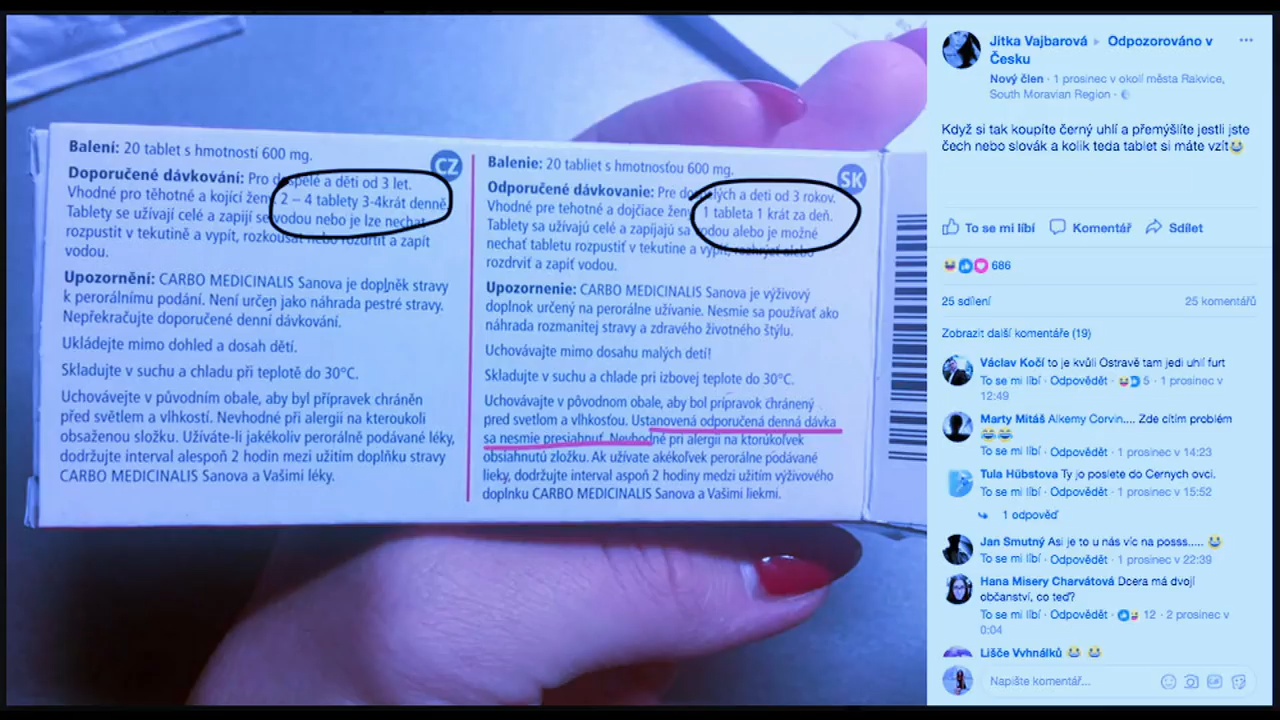 Balení: 20 tablet s hmotností 600 mg.
CZ
Doporučené dávkování: Pro dospělé a děti od 3 let.
Vhodné pro těhotné a kojící ženy. 2 – 4 tablety 3-4krát denně.
Tablety se užívají celé a zapíjí se vodou nebo je lze nechat
rozpustit v tekutině a vypít, rozkousat nebo rozdrtit a zapít
vodou.
Upozornění: CARBO MEDICINALIS Sanova je doplněk stravy
k perorálnímu podání. Není určen jako náhrada pestré stravy.
Nepřekračujte doporučené denní dávkování.
Ukládejte mimo dohled a dosah dětí.
Skladujte v suchu a chladu při teplotě do 30°C.
Uchovávejte v původním obale, aby byl přípravek chráněn
před světlem a vlhkostí. Nevhodné při alergii na kteroukoli
obsaženou složku. Užíváte-li jakékoliv perorálně podávané léky,
dodržujte interval alespoň 2 hodin mezi užitím doplňku stravy
CARBO MEDICINALIS Sanova a Vašimi léky.
Balenie: 20 tabliet s hmotnosťou 600 mg.
SK
Odporučené dávkovanie: Pre dospelých a deti od 3 rokov.
Vhodné pre tehotné a dojčiace ženy. 1 tableta 1 krát za deň.
Tablety sa užívajú celé a zapíjajú sa vodou alebo je možné
nechať tabletu rozpustiť v tekutine a vypiť, rozhrýzť alebo
rozdrviť a zapiť vodou.
Upozornenie: CARBO MEDICINALIS Sanova je výživový
doplnok určený na perorálne užívanie. Nesmie sa používať ako
náhrada rozmanitej stravy a zdravého životného štýlu.
Uchovávajte mimo dosahu malých detí!
Skladujte v suchu a chlade pri izbovej teplote do 30°C.
Uchovávajte v pôvodnom obale, aby bol prípravok chránený
pred svetlom a vlhkosťou. Ustanovená odporučená denná dávka
sa nesmie presiahnuť. Nevhodné pri alergii na ktorúkoľvek
obsiahnutú zložku. Ak užívate akékoľvek perorálne podávané
lieky, dodržujte interval aspoň 2 hodiny medzi užitím výživového
doplnku CARBO MEDICINALIS Sanova a Vašimi liekmi.
Jitka Vajbarová ▸ Odpozorováno v
Česku
Nový člen · 1 prosinec v okolí města Rakvice,
South Moravian Region ·
Když si tak koupíte černý uhlí a přemýšlíte jestli jste
čech nebo slovák a kolik teda tablet si máte vzít😂
To se mi líbí Komentář Sdílet
686
25 sdílení 25 komentářů
Zobrazit další komentáře (19)
Václav Kočí to je kvůli Ostravě tam jedi uhlí furt
To se mi líbí · Odpovědět · 5 · 1 prosinec v
12:49
Marty Mitáš Alkemy Corvin.... Zde cítím problém
😂😂
To se mi líbí · Odpovědět · 1 prosinec v 14:23
Tula Hübstova Ty jo poslete do Cernych ovci.
To se mi líbí · Odpovědět · 1 prosinec v 15:52
1 odpověď
Jan Smutný Asi je to u nás víc na posss..... 😂
To se mi líbí · Odpovědět · 1 prosinec v 22:39
Hana Misery Charvátová Dcera má dvojí
občanství, co teď?
To se mi líbí · Odpovědět · 12 · 2 prosinec v
0:04
Lišče Vyhnálků 😂 😂
Napište komentář...